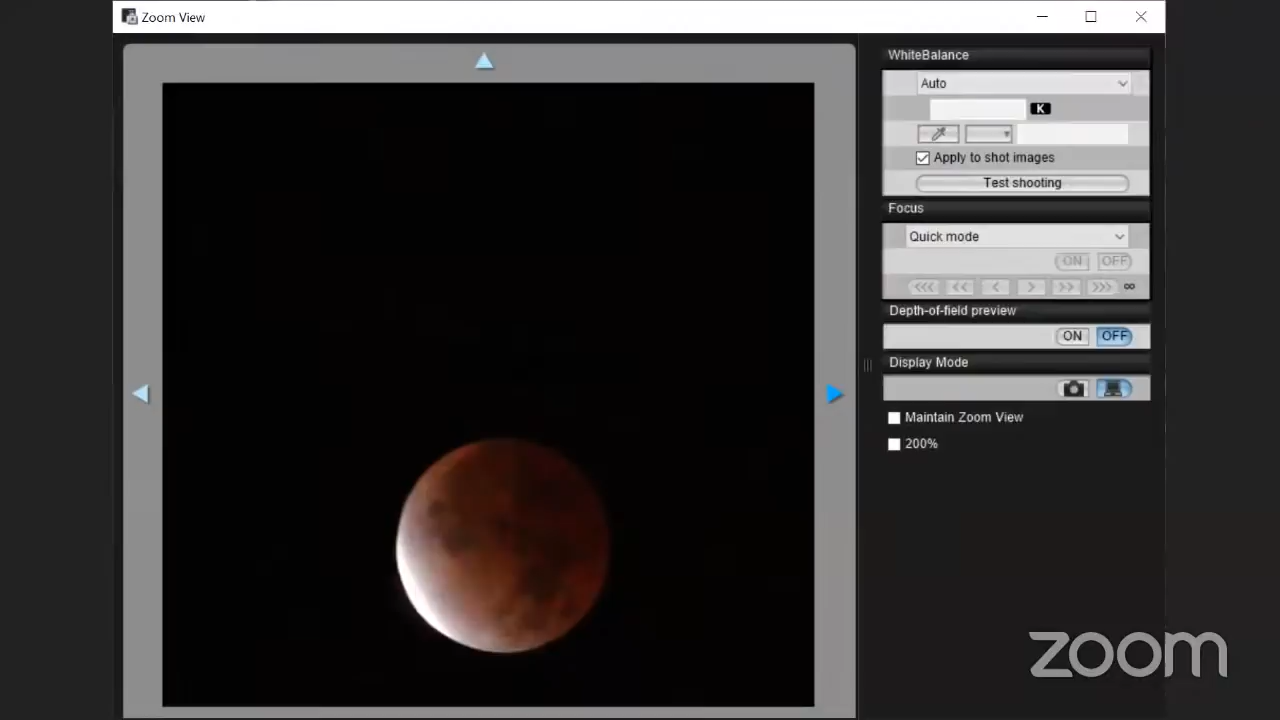 Zoom View
WhiteBalance
Auto
K
Apply to shot images
Test shooting
Focus
Quick mode
ON OFF
<<< << < > >> >>> ∞
Depth-of-field preview
ON OFF
Display Mode
Maintain Zoom View
200%
zoom